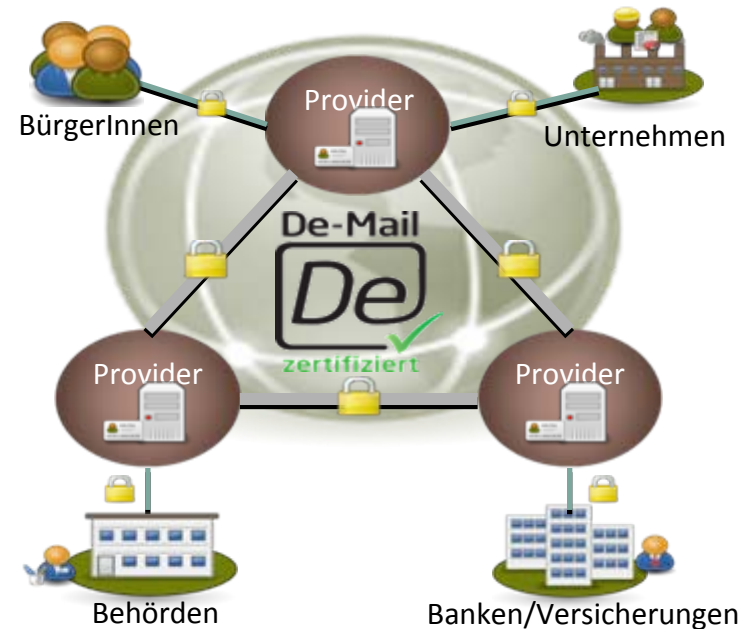 Provider
BürgerInnen
Unternehmen
De-Mail
De
zertifiziert
Provider
Provider
Behörden
Banken/Versicherungen